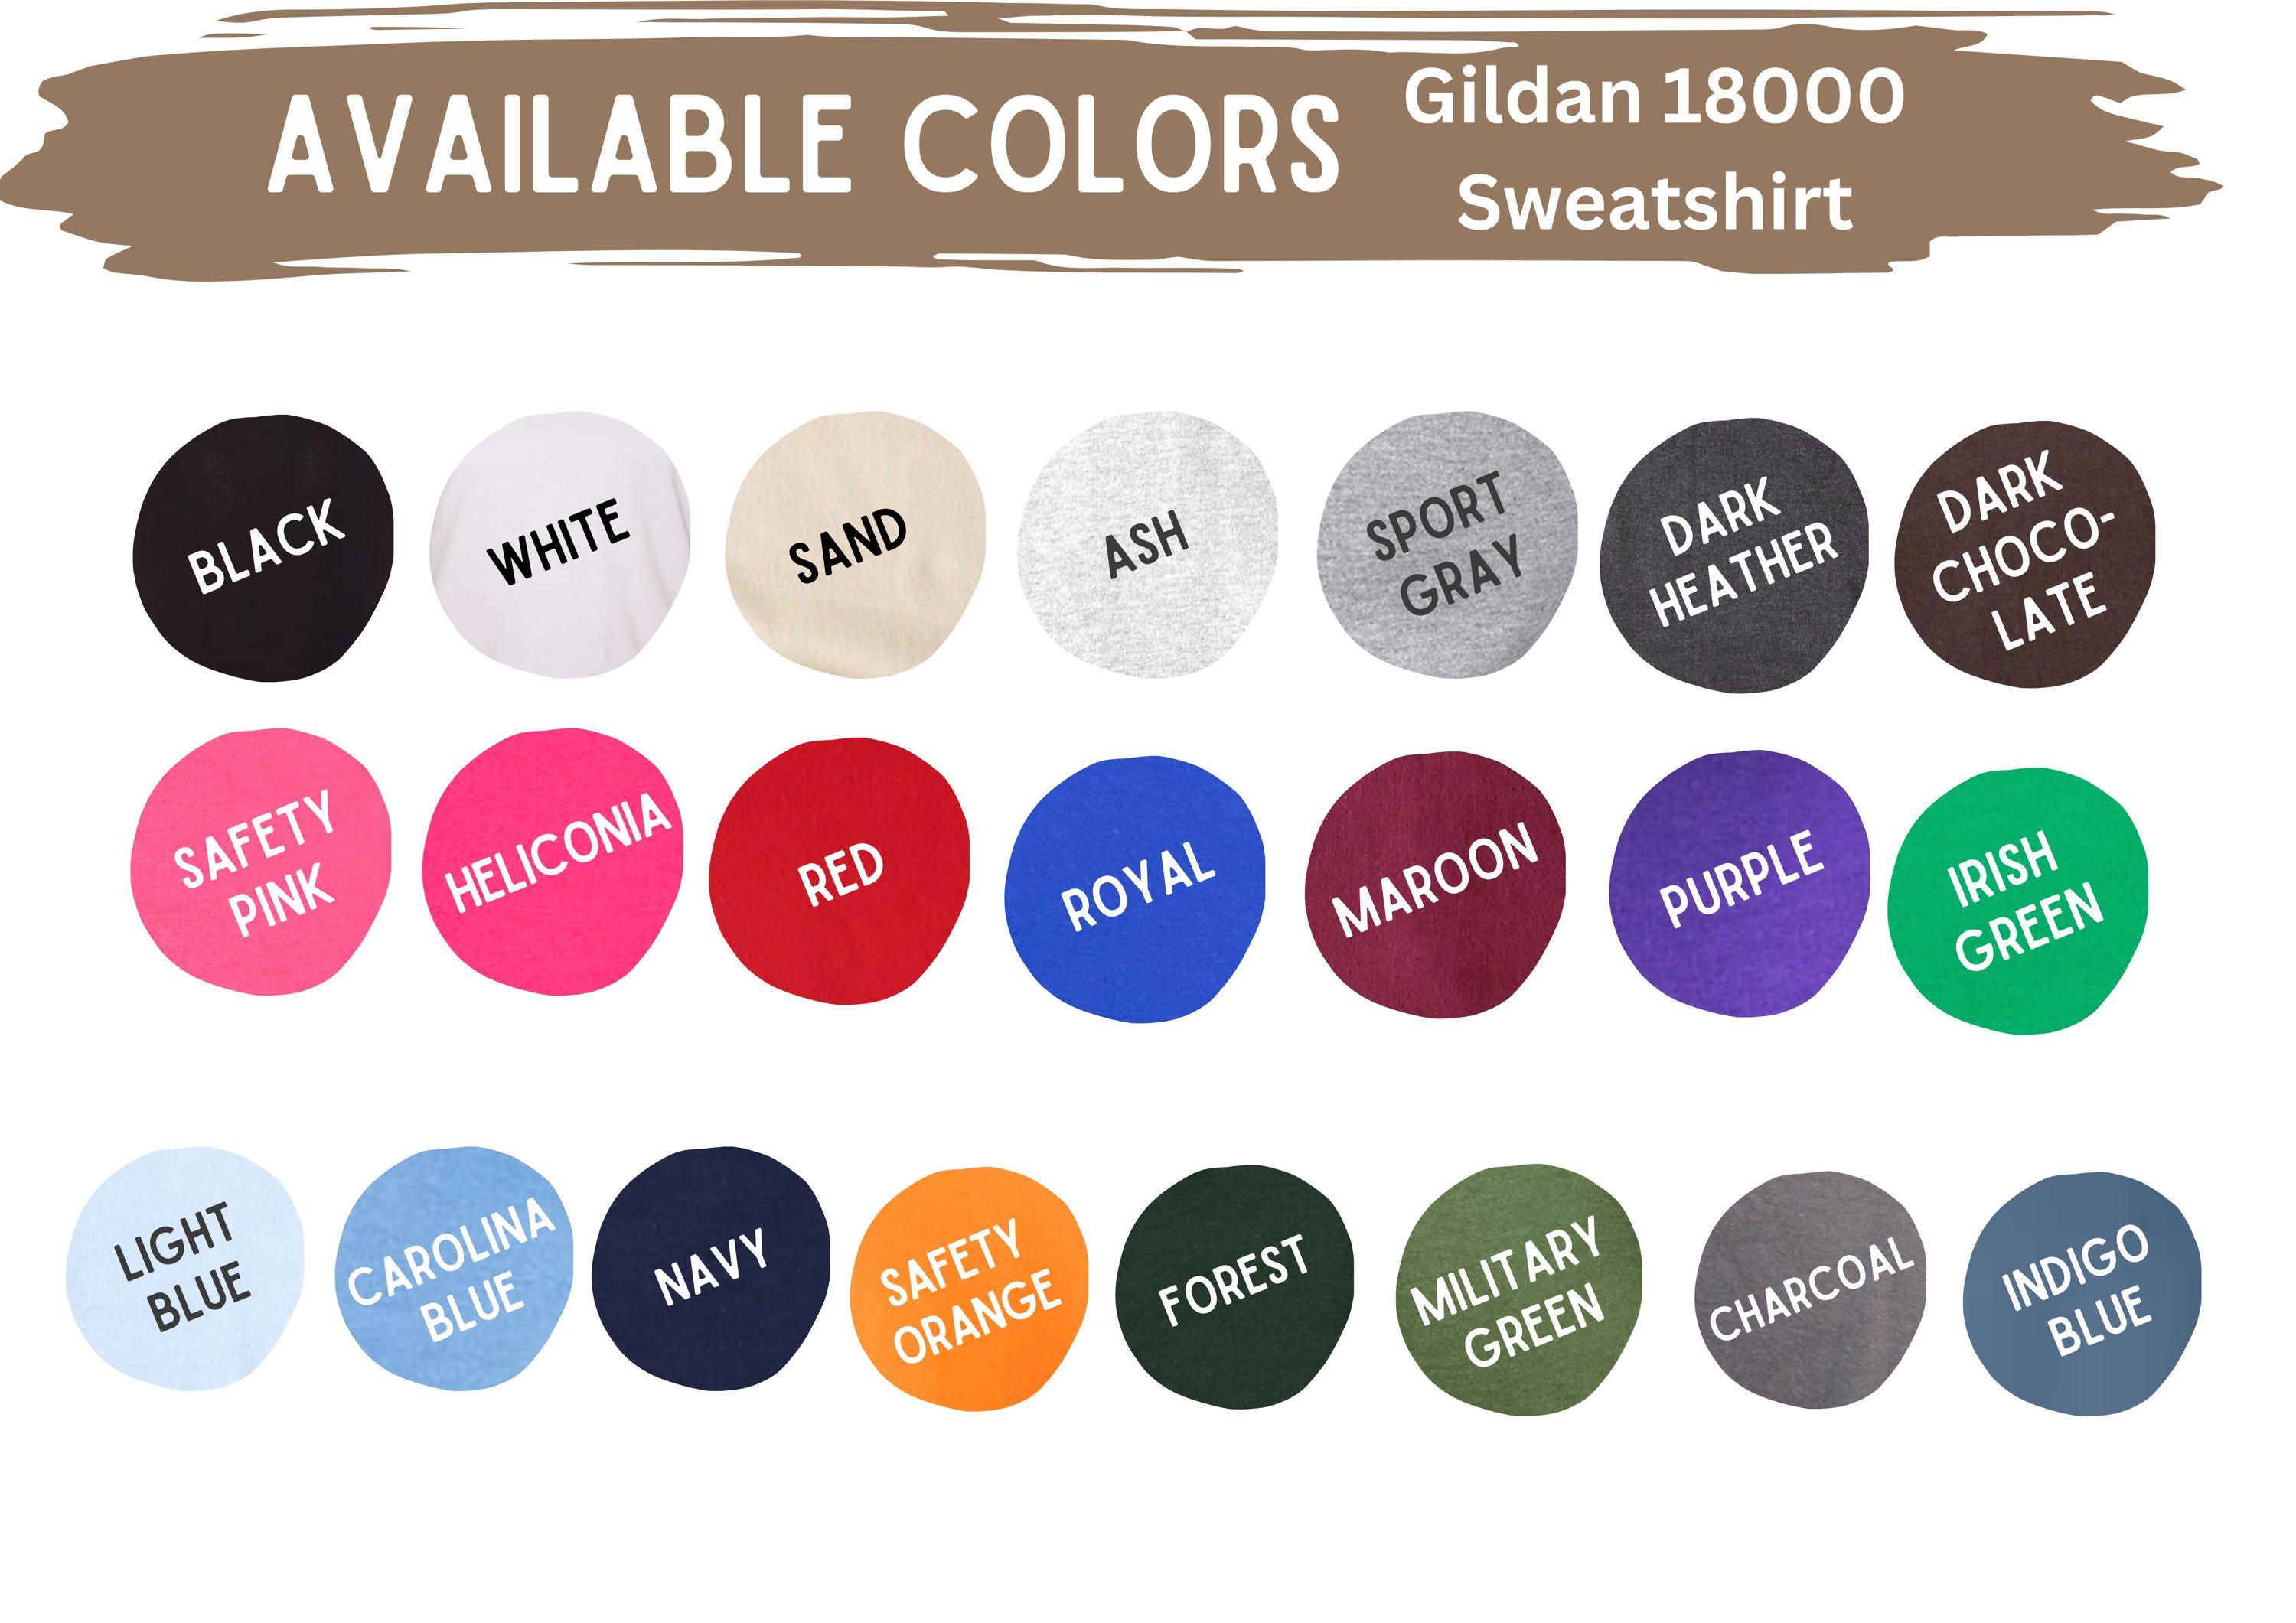 AVAILABLE COLORS
Gildan 18000
Sweatshirt
BLACK
WHITE
SAND
ASH
SPORT
GRAY
DARK
HEATHER
DARK
CHOCO-
LATE
SAFETY
PINK
HELICONIA
RED
ROYAL
MAROON
PURPLE
IRISH
GREEN
LIGHT
BLUE
CAROLINA
BLUE
NAVY
SAFETY
ORANGE
FOREST
MILITARY
GREEN
CHARCOAL
INDIGO
BLUE